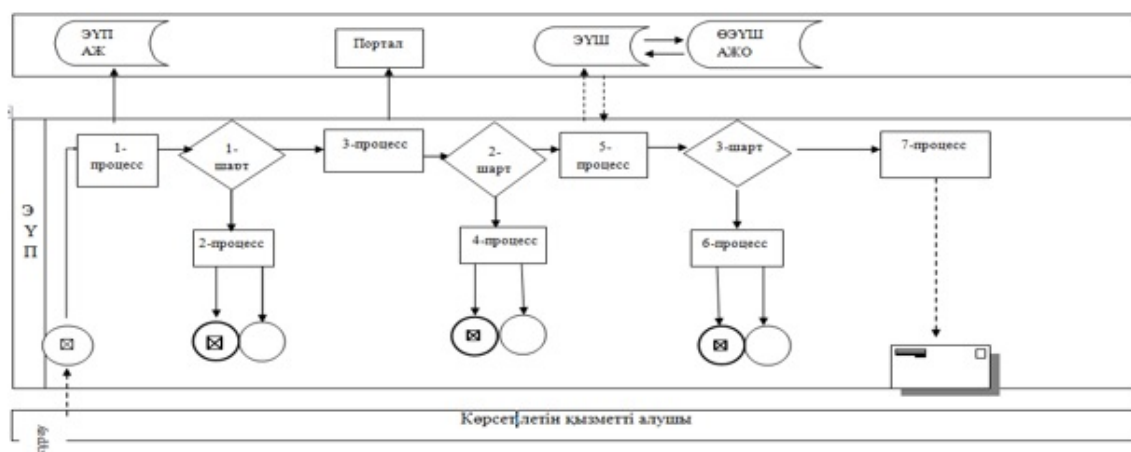 ЭҮП
АЖ
Портал
ЭҮШ
ӨЭҮШ
АЖО
1-
процесс
1-
шарт
3-процесс
2-
шарт
5-
процесс
3-шарт
7-процесс
Э
Ү
П
2-процесс
4-процесс
6-процесс
Көрсетілетін қызметті алушы